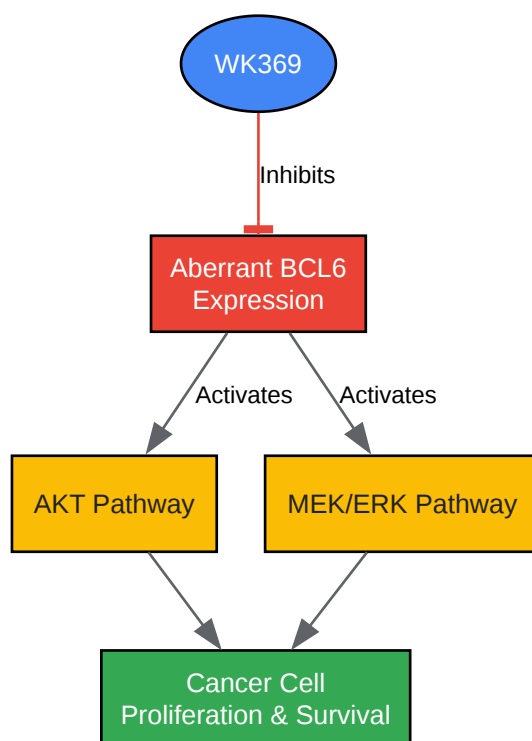 WK369
Inhibits
Aberrant BCL6
Expression
Activates
Activates
AKT Pathway
MEK/ERK Pathway
Cancer Cell
Proliferation & Survival